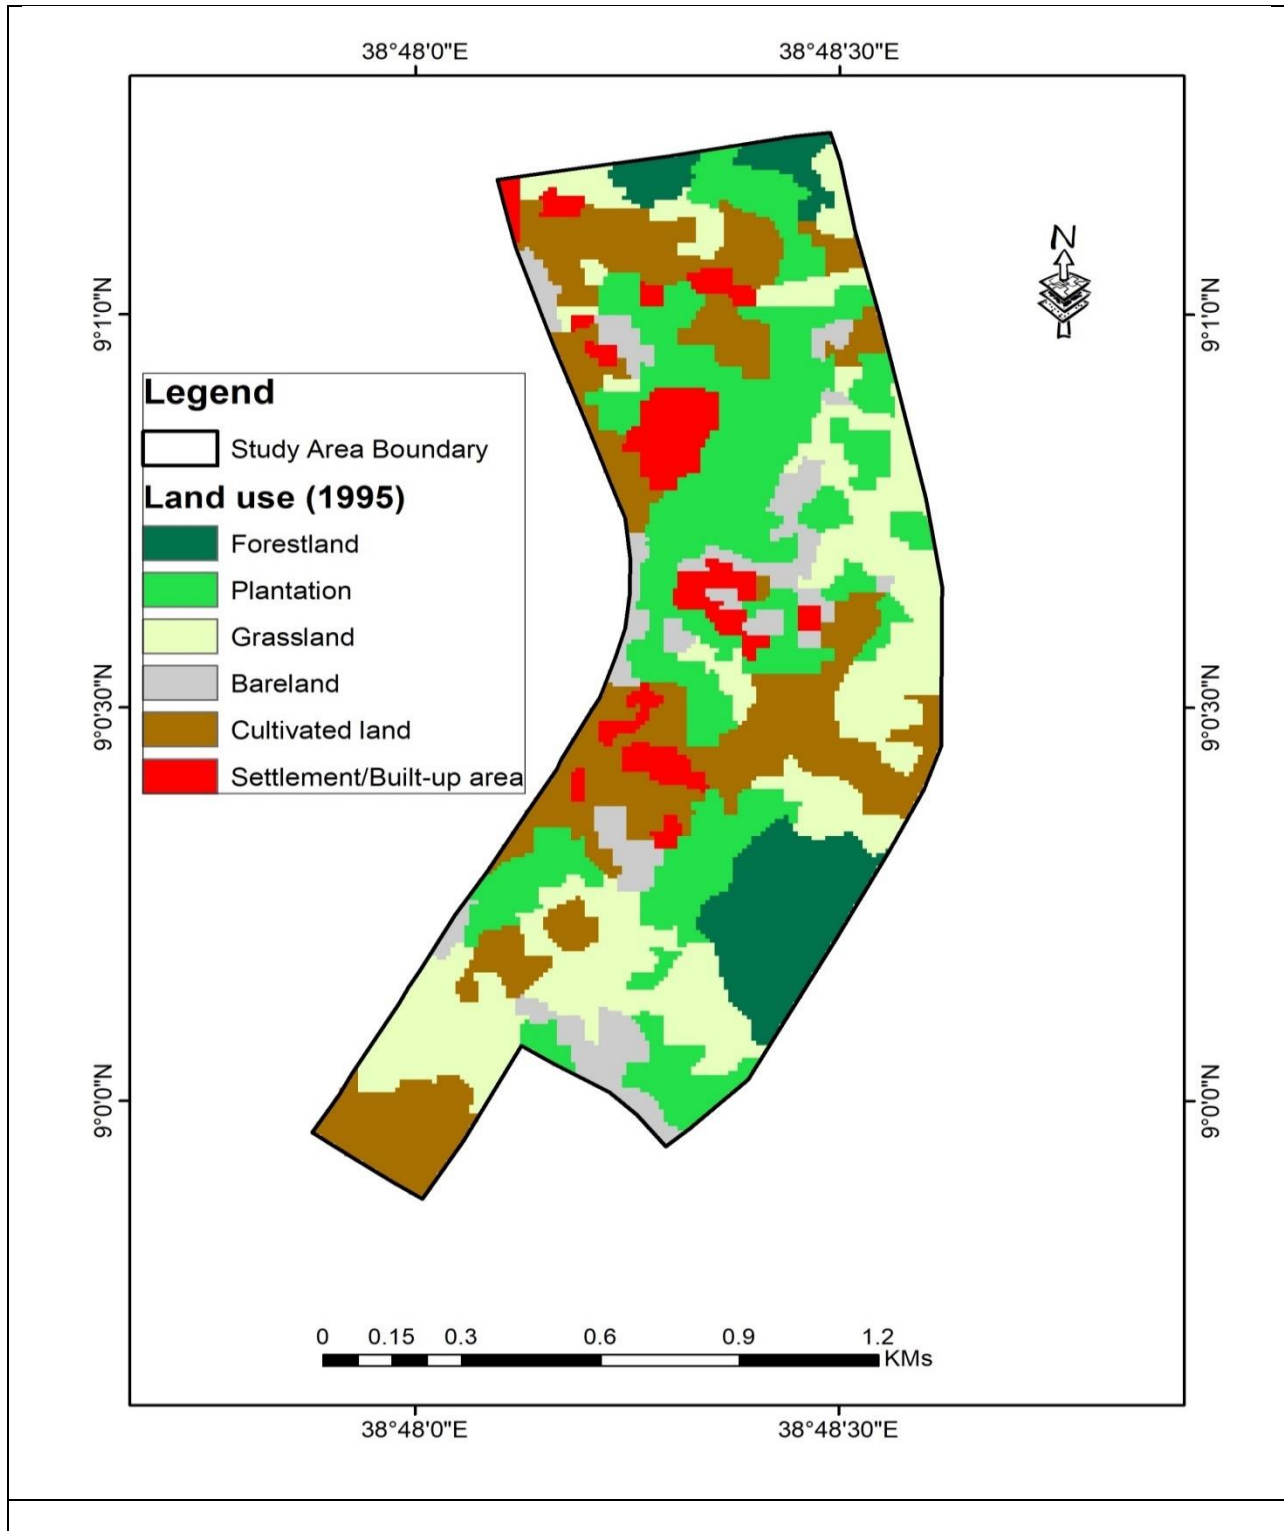 38°48'0"E 38°48'30"E
N
9°1'0"N 9°1'0"N
Legend
Study Area Boundary
Land use (1995)
Forestland
Plantation
Grassland
Bareland
Cultivated land
Settlement/Built-up area
9°0'30"N 9°0'30"N
9°0'0"N 9°0'0"N
0 0.15 0.3 0.6 0.9 1.2
KMs
38°48'0"E 38°48'30"E